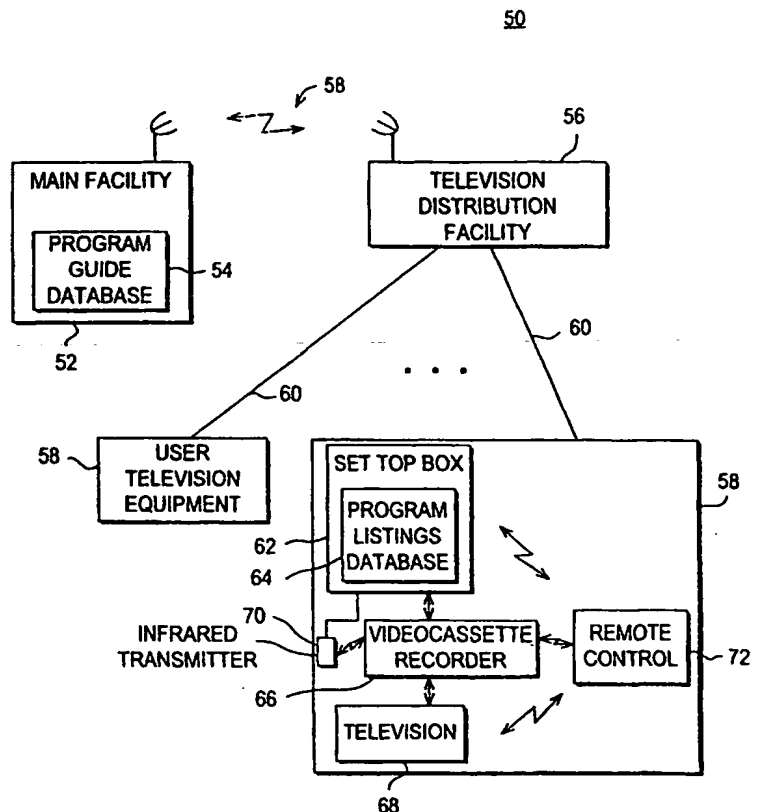 50
58
56
MAIN FACILITY
PROGRAM
GUIDE
DATABASE
54
52
TELEVISION
DISTRIBUTION
FACILITY
60
60
. . .
58
USER
TELEVISION
EQUIPMENT
58
SET TOP BOX
PROGRAM
LISTINGS
DATABASE
62
64
70
INFRARED
TRANSMITTER
VIDEOCASSETTE
RECORDER
66
REMOTE
CONTROL
72
TELEVISION
68